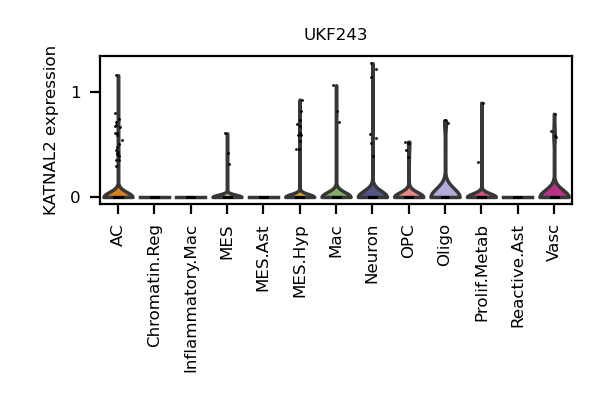 UKF243
KATNAL2 expression
1
0
AC
Chromatin.Reg
Inflammatory.Mac
MES
MES.Ast
MES.Hyp
Mac
Neuron
OPC
Oligo
Prolif.Metab
Reactive.Ast
Vasc